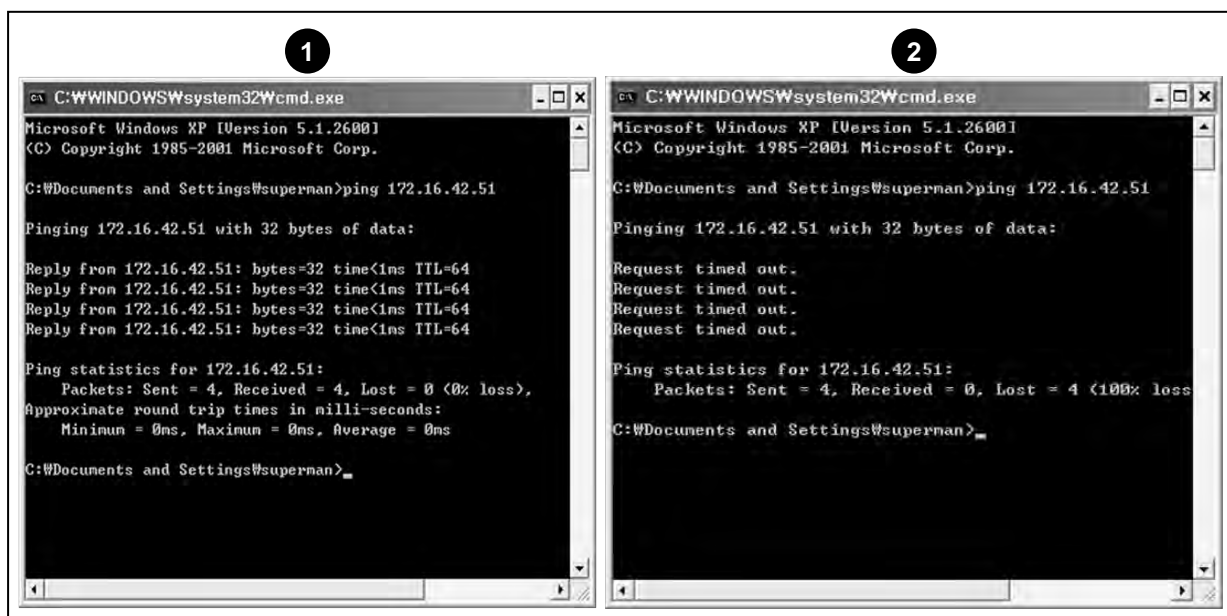 1
C:₩WINDOWS₩system32₩cmd.exe
Microsoft Windows XP [Version 5.1.2600]
(C) Copyright 1985-2001 Microsoft Corp.
C:₩Documents and Settings₩superman>ping 172.16.42.51
Pinging 172.16.42.51 with 32 bytes of data:
Reply from 172.16.42.51: bytes=32 time<1ms TTL=64
Reply from 172.16.42.51: bytes=32 time<1ms TTL=64
Reply from 172.16.42.51: bytes=32 time<1ms TTL=64
Reply from 172.16.42.51: bytes=32 time<1ms TTL=64
Ping statistics for 172.16.42.51:
Packets: Sent = 4, Received = 4, Lost = 0 (0% loss),
Approximate round trip times in milli-seconds:
Minimum = 0ms, Maximum = 0ms, Average = 0ms
C:₩Documents and Settings₩superman>_
2
C:₩WINDOWS₩system32₩cmd.exe
Microsoft Windows XP [Version 5.1.2600]
(C) Copyright 1985-2001 Microsoft Corp.
C:₩Documents and Settings₩superman>ping 172.16.42.51
Pinging 172.16.42.51 with 32 bytes of data:
Request timed out.
Request timed out.
Request timed out.
Request timed out.
Ping statistics for 172.16.42.51:
Packets: Sent = 4, Received = 0, Lost = 4 (100% loss
C:₩Documents and Settings₩superman>_